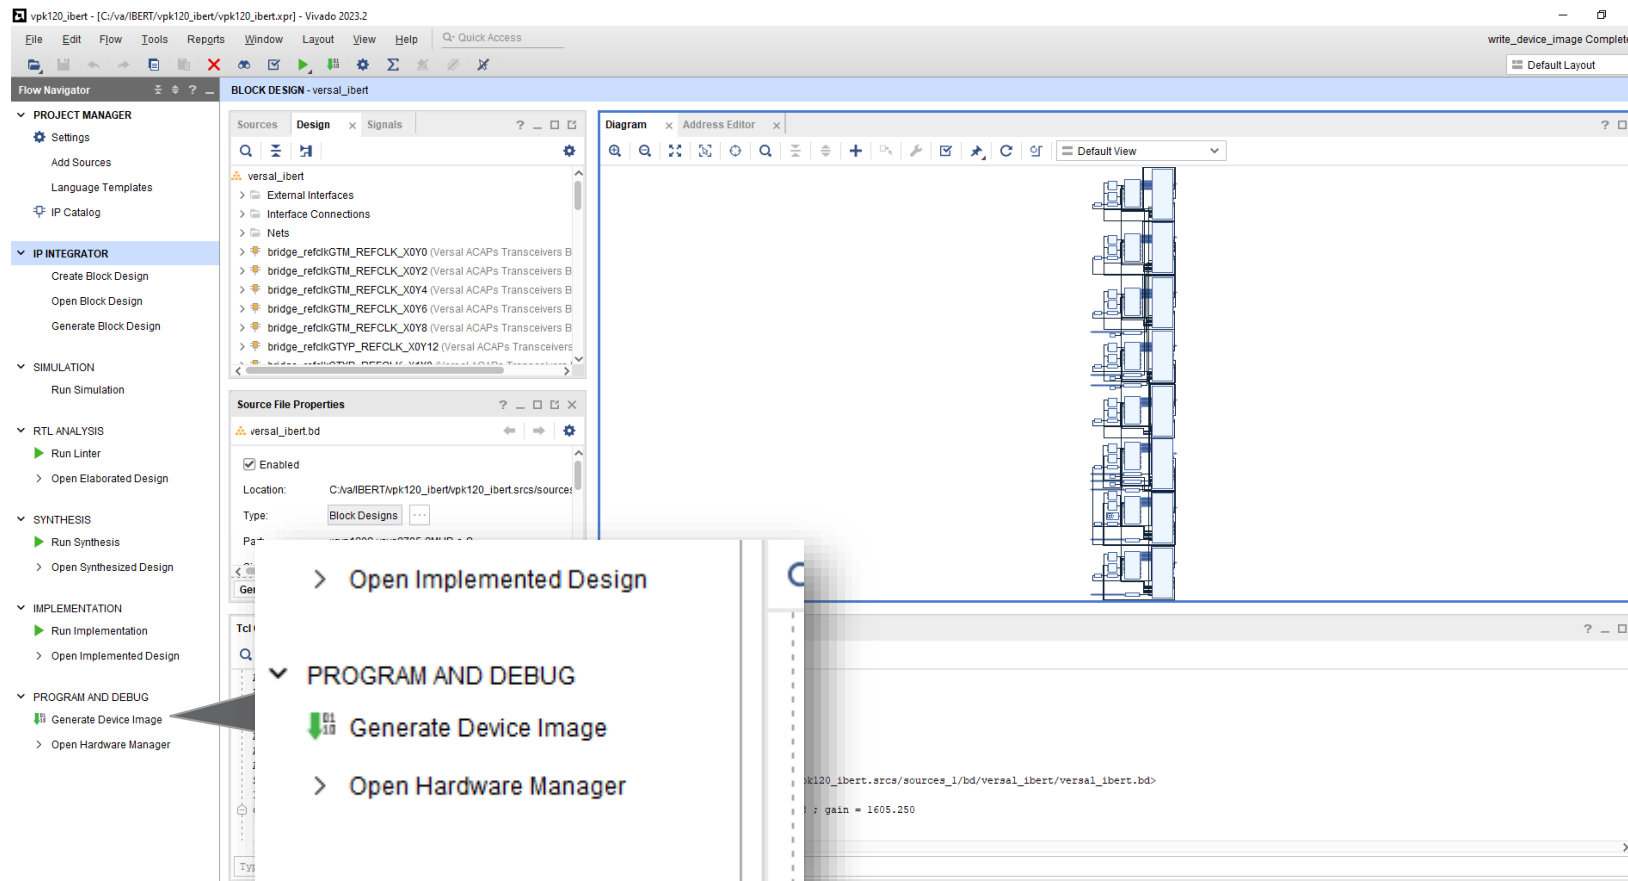 vpk120_ibert - [C:/va/IBERT/vpk120_ibert/vpk120_ibert.xpr] - Vivado 2023.2
File Edit Flow Tools Reports Window Layout View Help Quick Access
write_device_image Complete
Default Layout
Flow Navigator
BLOCK DESIGN - versal_ibert
PROJECT MANAGER
Settings
Add Sources
Language Templates
IP Catalog
IP INTEGRATOR
Create Block Design
Open Block Design
Generate Block Design
SIMULATION
Run Simulation
RTL ANALYSIS
Run Linter
Open Elaborated Design
SYNTHESIS
Run Synthesis
Open Synthesized Design
IMPLEMENTATION
Run Implementation
Open Implemented Design
PROGRAM AND DEBUG
Generate Device Image
Open Hardware Manager
Sources Design Signals
versal_ibert
External Interfaces
Interface Connections
Nets
bridge_refclkGTM_REFCLK_X0Y0 (Versal ACAPs Transceivers B
bridge_refclkGTM_REFCLK_X0Y2 (Versal ACAPs Transceivers B
bridge_refclkGTM_REFCLK_X0Y4 (Versal ACAPs Transceivers B
bridge_refclkGTM_REFCLK_X0Y6 (Versal ACAPs Transceivers B
bridge_refclkGTM_REFCLK_X0Y8 (Versal ACAPs Transceivers B
bridge_refclkGTYP_REFCLK_X0Y12 (Versal ACAPs Transceivers
Source File Properties
versal_ibert.bd
Enabled
Location: C:/va/IBERT/vpk120_ibert/vpk120_ibert.srcs/sources
Type: Block Designs
Diagram Address Editor
Default View
Open Implemented Design
PROGRAM AND DEBUG
Generate Device Image
Open Hardware Manager
Tcl
pk120_ibert.srcs/sources_1/bd/versal_ibert/versal_ibert.bd>
; gain = 1605.250